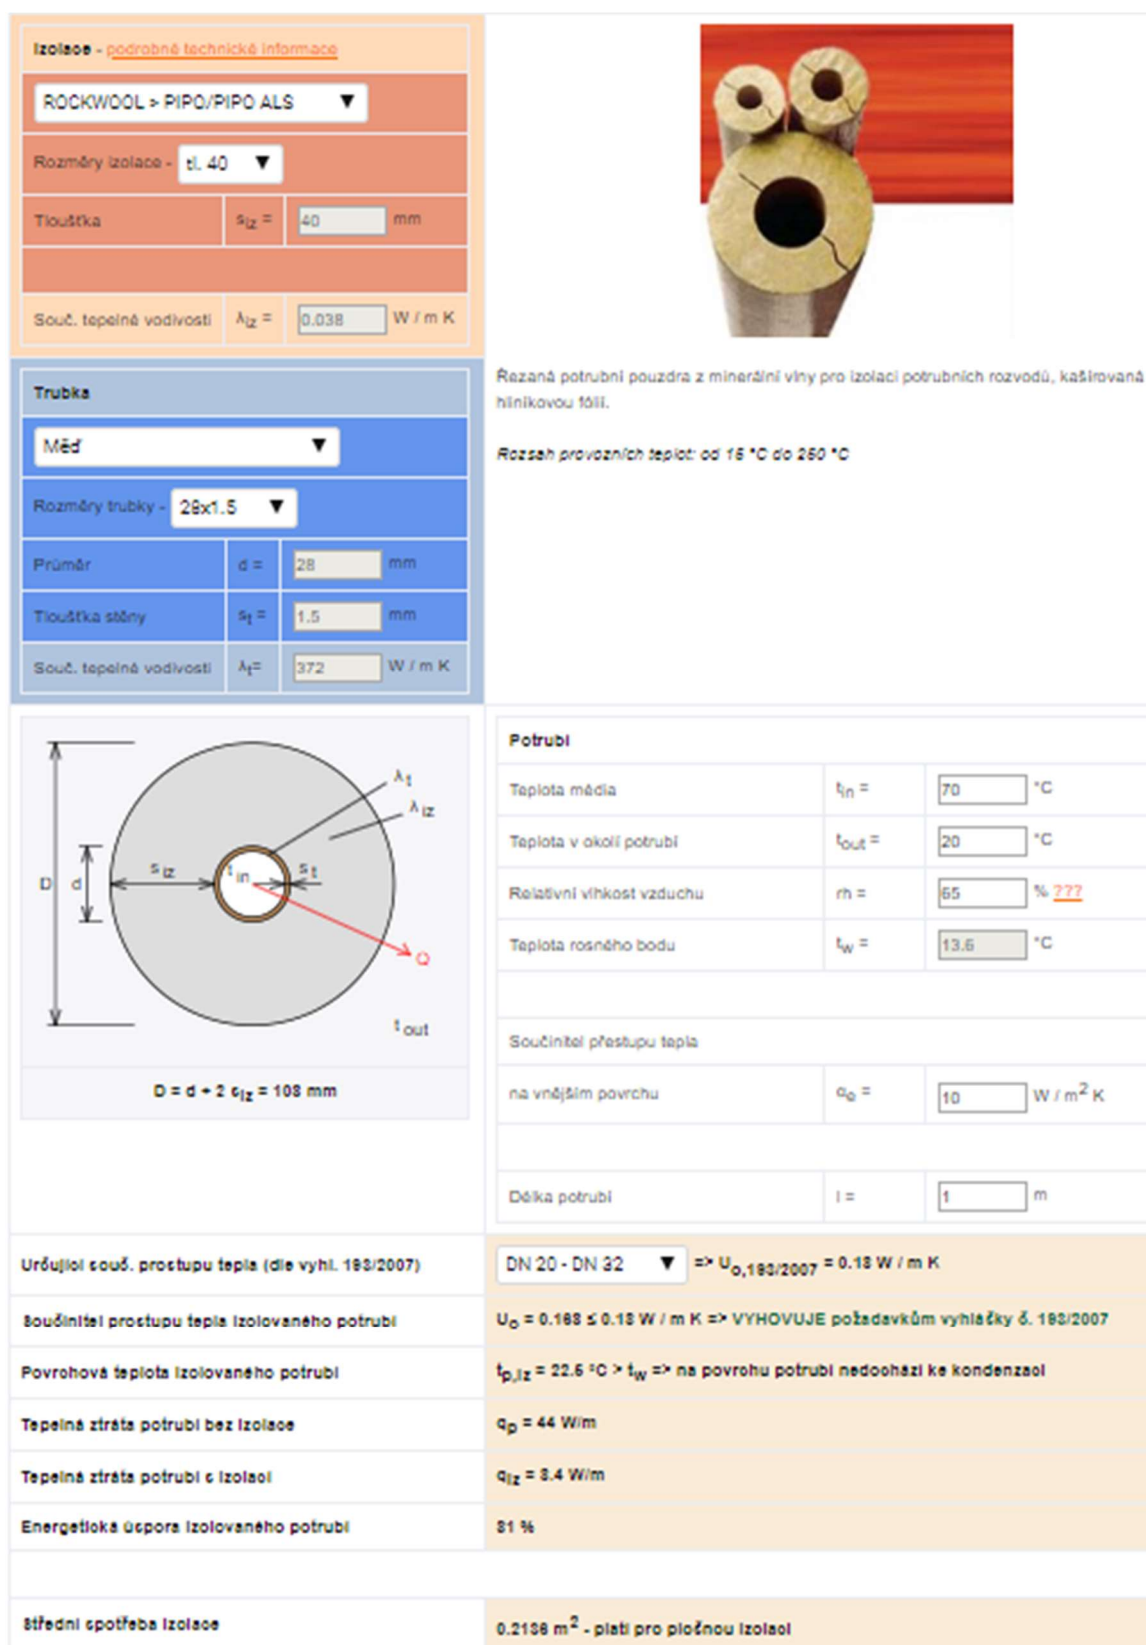 Izolace - podrobné technické informace
ROCKWOOL > PIPO/PIPO ALS ▼
Rozměry izolace - tl. 40 ▼
Tloušťka s_iz = 40 mm
Souč. tepelné vodivosti λ_iz = 0.038 W / m K
Řezaná potrubní pouzdra z minerální vlny pro izolaci potrubních rozvodů, kašírovaná
hliníkovou fólií.
Rozsah provozních teplot: od 15 °C do 250 °C
Trubka
Měď ▼
Rozměry trubky - 28x1.5 ▼
Průměr d = 28 mm
Tloušťka stěny s_t = 1.5 mm
Souč. tepelné vodivosti λ_t= 372 W / m K
λ_t
λ_iz
D
d
s_iz
t_in
s_t
Q
t_out
D = d + 2 s_iz = 108 mm
Potrubí
Teplota média t_in = 70 °C
Teplota v okolí potrubí t_out = 20 °C
Relativní vlhkost vzduchu rh = 65 % ???
Teplota rosného bodu t_w = 13.6 °C
Součinitel přestupu tepla
na vnějším povrchu α_e = 10 W / m² K
Délka potrubí l = 1 m
Určující souč. prostupu tepla (dle vyhl. 193/2007) DN 20 - DN 32 ▼ => U_o,193/2007 = 0.18 W / m K
Součinitel prostupu tepla izolovaného potrubí U_o = 0.168 ≤ 0.18 W / m K => VYHOVUJE požadavkům vyhlášky č. 193/2007
Povrchová teplota izolovaného potrubí t_p,iz = 22.5 °C > t_w => na povrchu potrubí nedochází ke kondenzaci
Tepelná ztráta potrubí bez izolace q_p = 44 W/m
Tepelná ztráta potrubí s izolací q_iz = 8.4 W/m
Energetická úspora izolovaného potrubí 81 %
Střední spotřeba izolace 0.2136 m² - platí pro plošnou izolaci